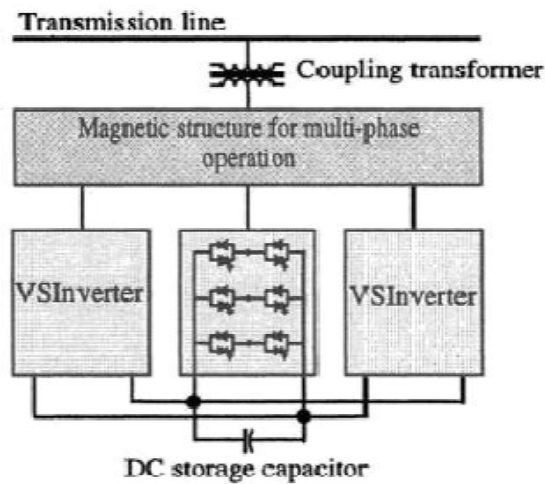 Transmission line
Coupling transformer
Magnetic structure for multi-phase
operation
VSInverter
VSInverter
DC storage capacitor